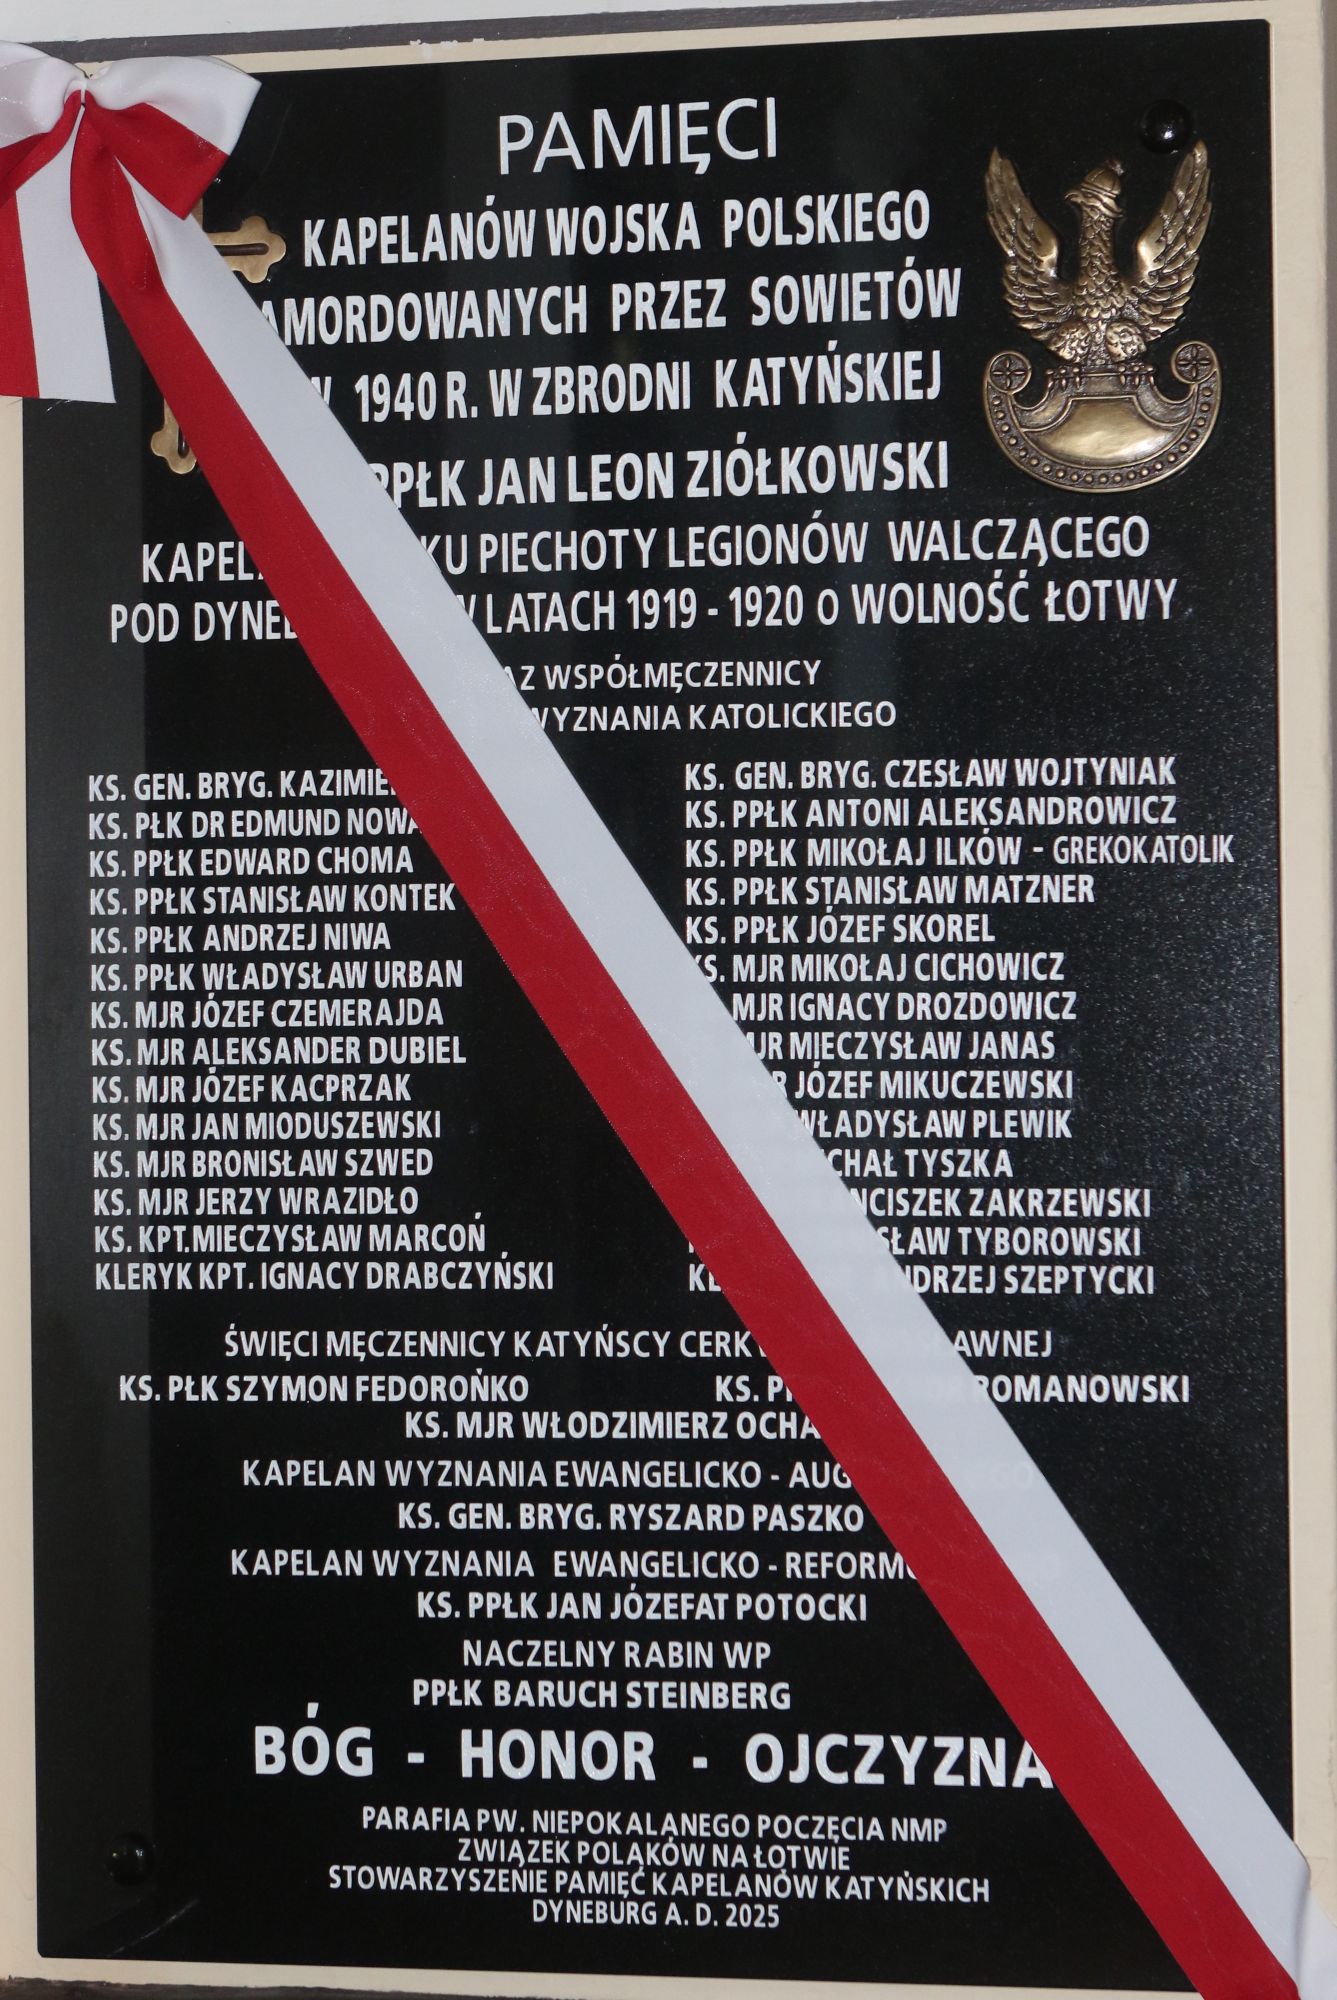 PAMIĘCI
KAPELANÓW WOJSKA POLSKIEGO
AMORDOWANYCH PRZEZ SOWIETÓW
W 1940 R. W ZBRODNI KATYŃSKIEJ
PPŁK JAN LEON ZIÓŁKOWSKI
KAPEL KU PIECHOTY LEGIONÓW WALCZĄCEGO
POD DYNEB W LATACH 1919 - 1920 O WOLNOŚĆ ŁOTWY
AZ WSPÓŁMĘCZENNICY
WYZNANIA KATOLICKIEGO
KS. GEN. BRYG. KAZIMIE
KS. PŁK DR EDMUND NOWA
KS. PPŁK EDWARD CHOMA
KS. PPŁK STANISŁAW KONTEK
KS. PPŁK ANDRZEJ NIWA
KS. PPŁK WŁADYSŁAW URBAN
KS. MJR JÓZEF CZEMERAJDA
KS. MJR ALEKSANDER DUBIEL
KS. MJR JÓZEF KACPRZAK
KS. MJR JAN MIODUSZEWSKI
KS. MJR BRONISŁAW SZWED
KS. MJR JERZY WRAZIDŁO
KS. KPT. MIECZYSŁAW MARCOŃ
KLERYK KPT. IGNACY DRABCZYŃSKI
KS. GEN. BRYG. CZESŁAW WOJTYNIAK
KS. PPŁK ANTONI ALEKSANDROWICZ
KS. PPŁK MIKOŁAJ ILKÓW - GREKOKATOLIK
KS. PPŁK STANISŁAW MATZNER
KS. PPŁK JÓZEF SKOREL
KS. MJR MIKOŁAJ CICHOWICZ
MJR IGNACY DROZDOWICZ
MJR MIECZYSŁAW JANAS
R JÓZEF MIKUCZEWSKI
WŁADYSŁAW PLEWIK
CHAŁ TYSZKA
NCISZEK ZAKRZEWSKI
SŁAW TYBOROWSKI
KL NDRZEJ SZEPTYCKI
ŚWIĘCI MĘCZENNICY KATYŃSCY CERK AWNEJ
KS. PŁK SZYMON FEDOROŃKO
KS. P ROMANOWSKI
KS. MJR WŁODZIMIERZ OCHA
KAPELAN WYZNANIA EWANGELICKO - AUG GO
KS. GEN. BRYG. RYSZARD PASZKO
KAPELAN WYZNANIA EWANGELICKO - REFORM
KS. PPŁK JAN JÓZEFAT POTOCKI
NACZELNY RABIN WP
PPŁK BARUCH STEINBERG
BÓG - HONOR - OJCZYZNA
PARAFIA PW. NIEPOKALANEGO POCZĘCIA NMP
ZWIĄZEK POLAKÓW NA ŁOTWIE
STOWARZYSZENIE PAMIĘĆ KAPELANÓW KATYŃSKICH
DYNEBURG A. D. 2025